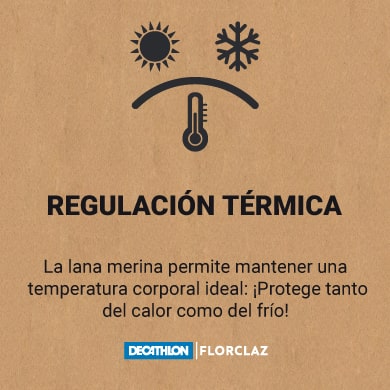 REGULACIÓN TÉRMICA
La lana merina permite mantener una
temperatura corporal ideal: ¡Protege tanto
del calor como del frío!
DECATHLON | FLORCLAZ